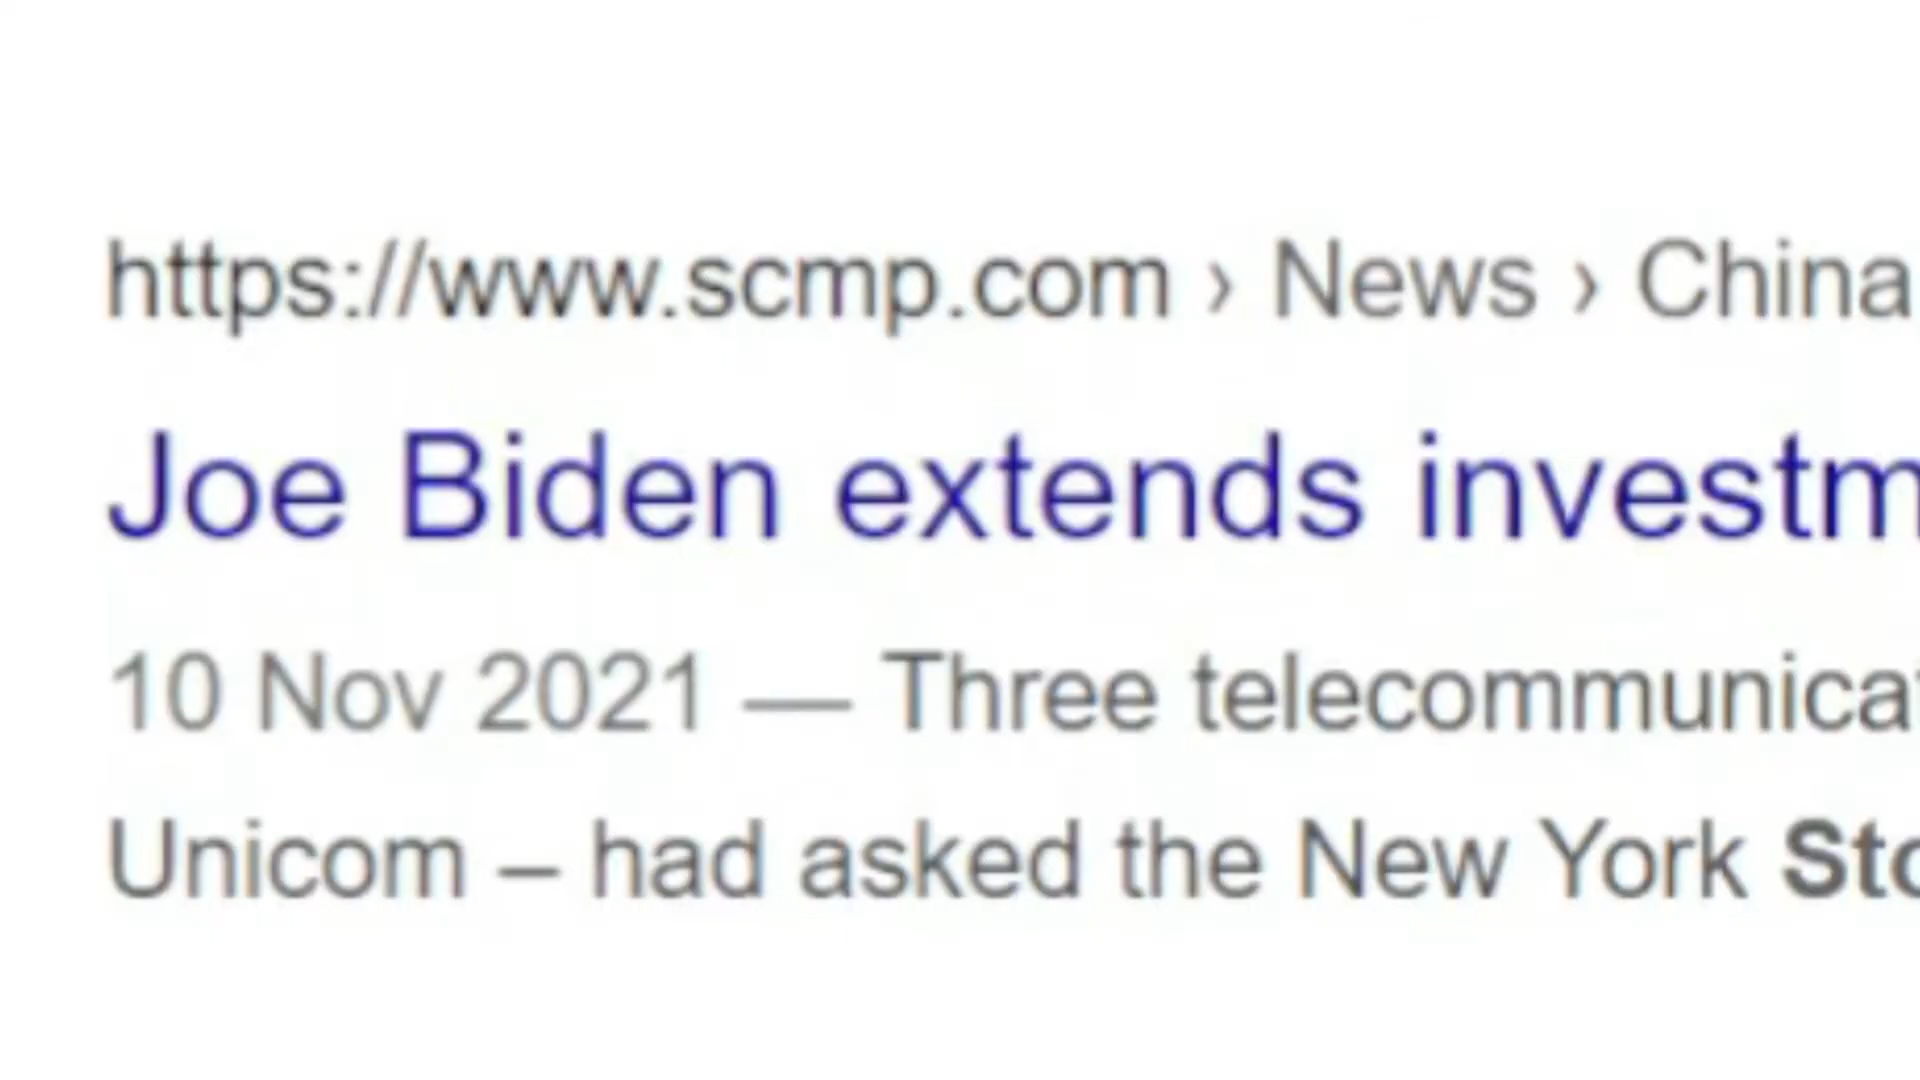 https://www.scmp.com › News › China
Joe Biden extends investm
10 Nov 2021 — Three telecommunicat
Unicom – had asked the New York Sto